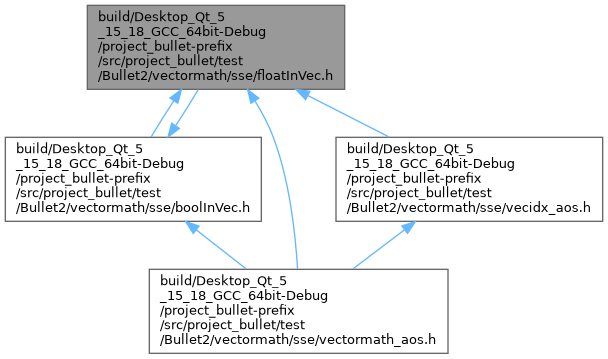 build/Desktop_Qt_5
_15_18_GCC_64bit-Debug
/project_bullet-prefix
/src/project_bullet/test
/Bullet2/vectormath/sse/floatInVec.h
build/Desktop_Qt_5
_15_18_GCC_64bit-Debug
/project_bullet-prefix
/src/project_bullet/test
/Bullet2/vectormath/sse/boolInVec.h
build/Desktop_Qt_5
_15_18_GCC_64bit-Debug
/project_bullet-prefix
/src/project_bullet/test
/Bullet2/vectormath/sse/vecidx_aos.h
build/Desktop_Qt_5
_15_18_GCC_64bit-Debug
/project_bullet-prefix
/src/project_bullet/test
/Bullet2/vectormath/sse/vectormath_aos.h